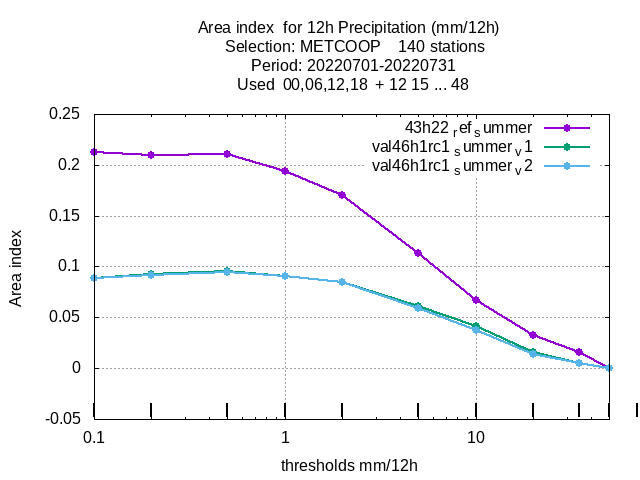 Area index  for 12h Precipitation (mm/12h)
Selection: METCOOP    140 stations
Period: 20220701-20220731
Used  00,06,12,18  + 12 15 ... 48
0.25
0.2
0.15
0.1
0.05
0
-0.05
Area index
43h22 ref summer
val46h1rc1 summer v1
val46h1rc1 summer v2
0.1
1
10
thresholds mm/12h